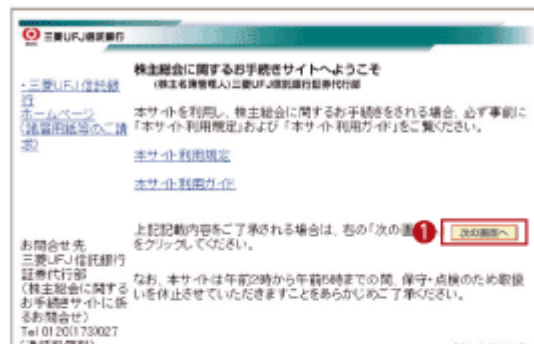 三菱UFJ信託銀行
株主総会に関するお手続きサイトへようこそ
(株主名簿管理人)三菱UFJ信託銀行証券代行部
・三菱UFJ信託銀
行
ホームページ
(諸届用紙等のご請
求)
本サイトを利用し、株主総会に関するお手続きをされる場合、必ず事前に
「本サイト利用規定」および「本サイト利用ガイド」をご覧ください。
本サイト利用規定
本サイト利用ガイド
上記記載内容をご了承される場合は、右の「次の画
をクリックしてください。
1
次の画面へ
なお、本サイトは午前2時から午前5時までの間、保守・点検のため取扱
いを休止させていただきますことをあらかじめご了承ください。
お問合せ先
三菱UFJ信託銀行
証券代行部
(株主総会に関する
お手続きサイトに係
るお問合せ)
Tel 0120(173)027